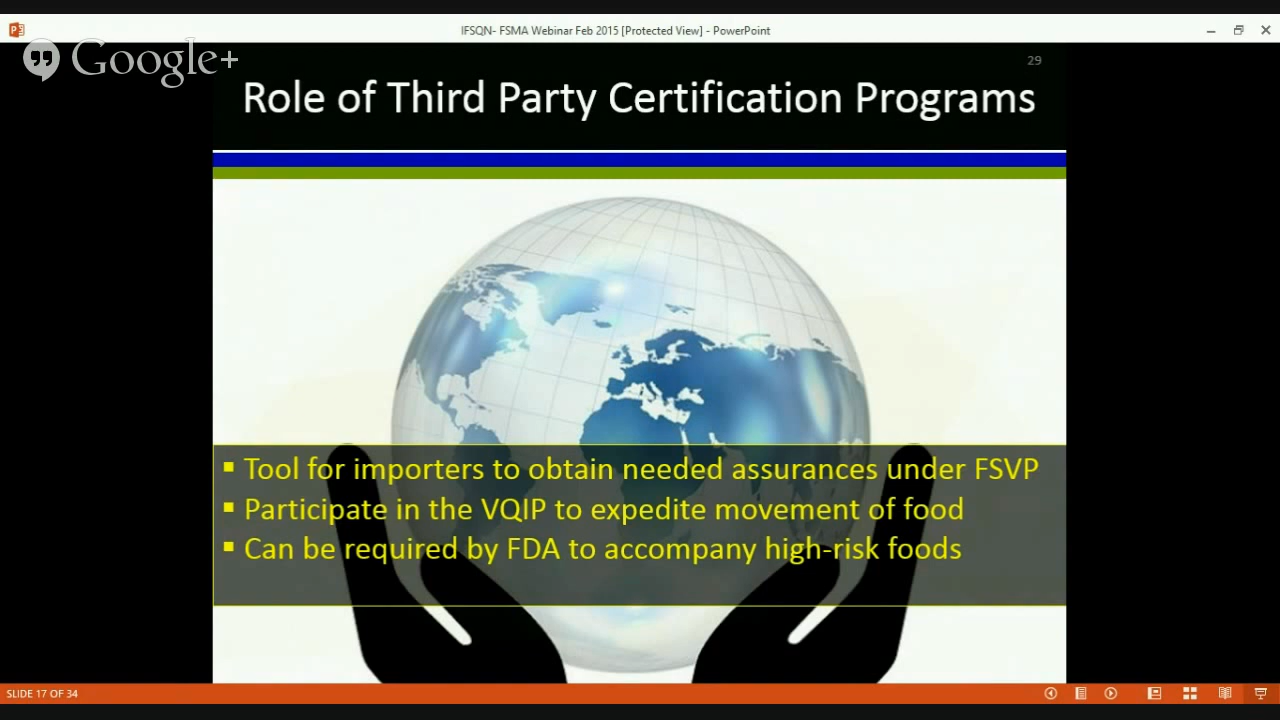 IFSQN- FSMA Webinar Feb 2015 [Protected View] - PowerPoint
Google+
29
Role of Third Party Certification Programs
▪ Tool for importers to obtain needed assurances under FSVP
▪ Participate in the VQIP to expedite movement of food
▪ Can be required by FDA to accompany high-risk foods
SLIDE 17 OF 34